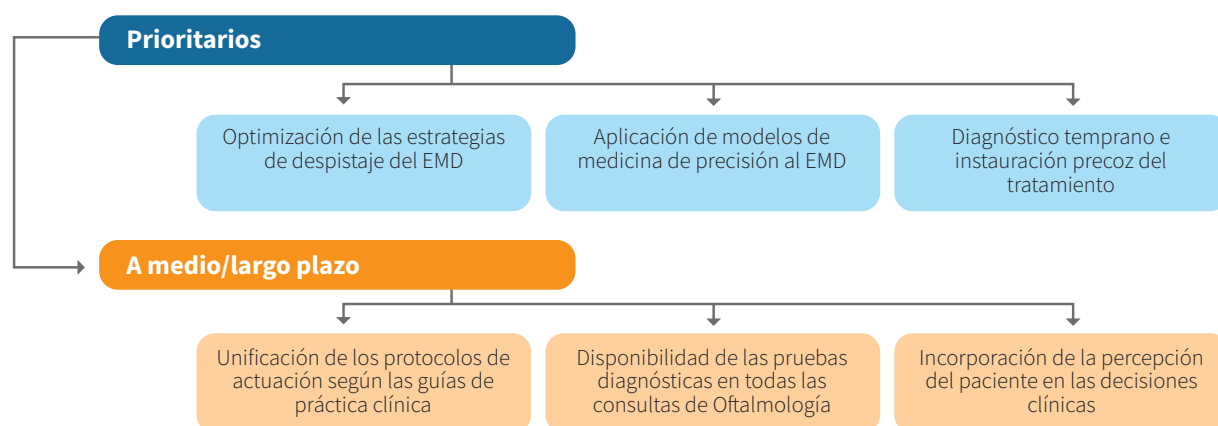 Prioritarios
Optimización de las estrategias
de despistaje del EMD
Aplicación de modelos de
medicina de precisión al EMD
Diagnóstico temprano e
instauración precoz del
tratamiento
A medio/largo plazo
Unificación de los protocolos de
actuación según las guías de
práctica clínica
Disponibilidad de las pruebas
diagnósticas en todas las
consultas de Oftalmología
Incorporación de la percepción
del paciente en las decisiones
clínicas